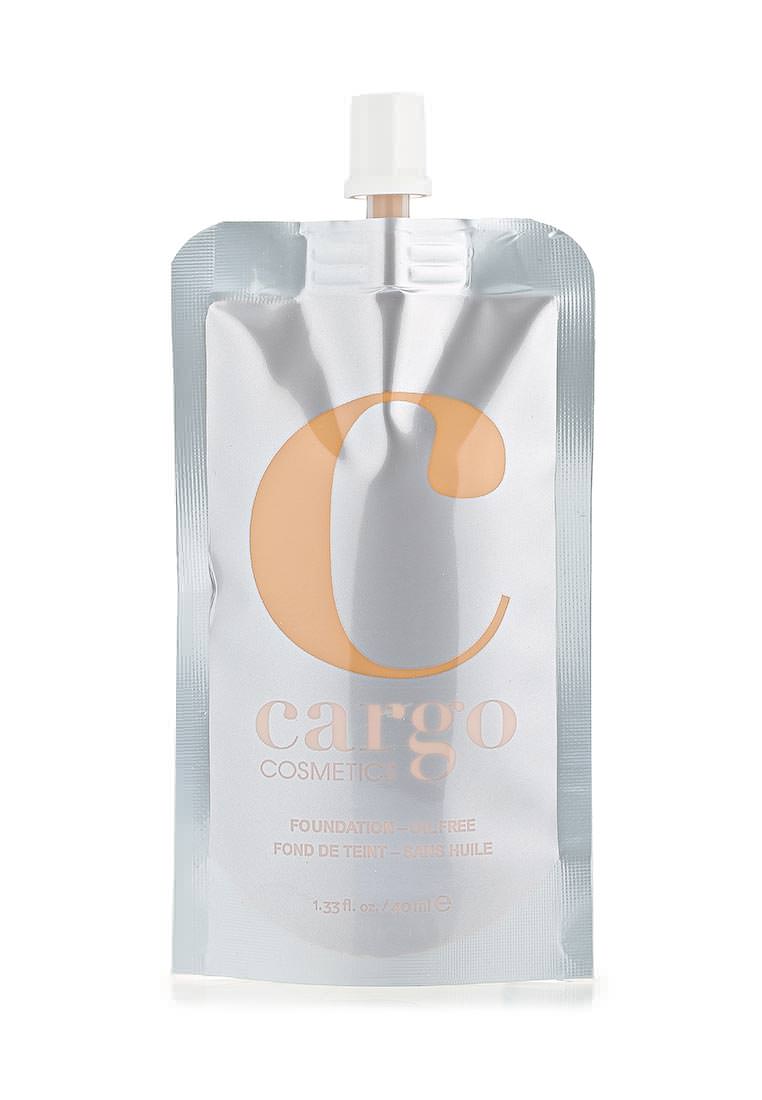 C
cargo
COSMETICS
FOUNDATION – OIL FREE
FOND DE TEINT – SANS HUILE
1.33 fl. oz. / 40 ml ℮